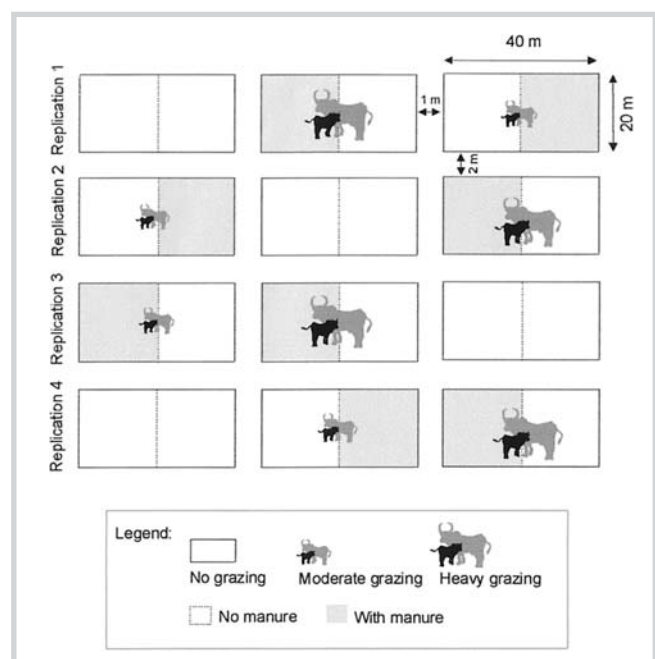 40 m
Replication 1
1 m
20 m
2 m
Replication 2
Replication 3
Replication 4
Legend:
No grazing
Moderate grazing
Heavy grazing
No manure
With manure